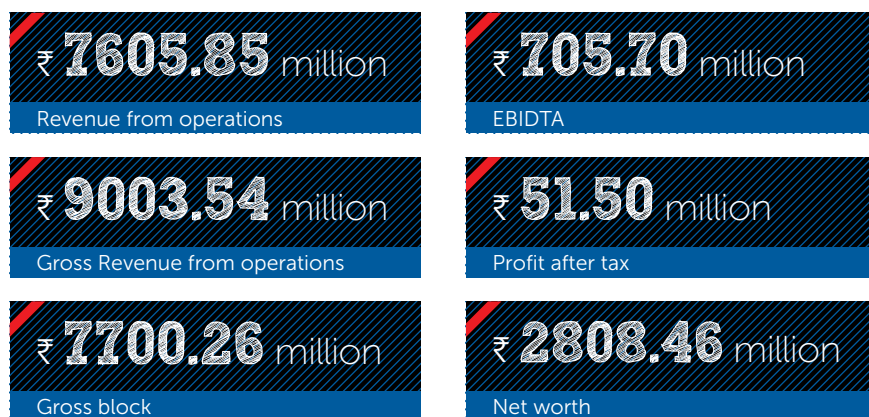 ₹ 7605.85 million
Revenue from operations
₹ 705.70 million
EBIDTA
₹ 9003.54 million
Gross Revenue from operations
₹ 51.50 million
Profit after tax
₹ 7700.26 million
Gross block
₹ 2808.46 million
Net worth